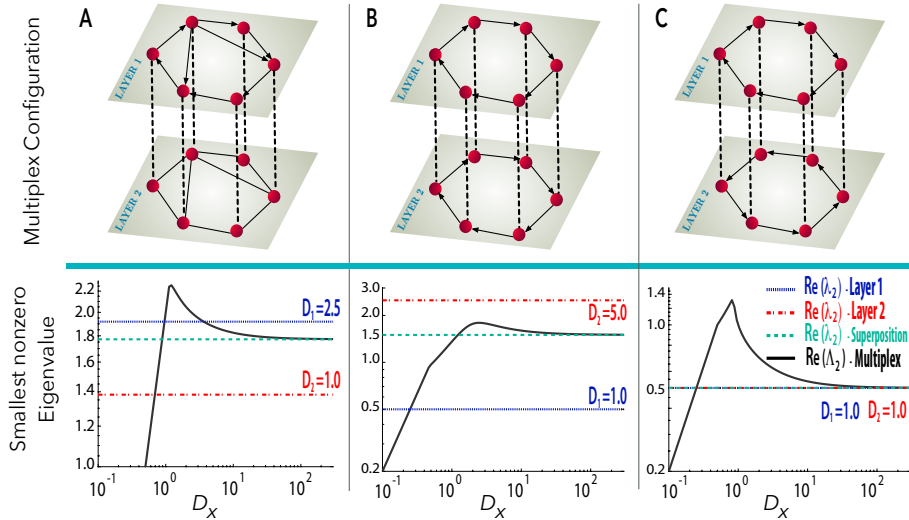 A
B
C
Multiplex Configuration
LAYER 1
LAYER 1
LAYER 1
LAYER 2
LAYER 2
LAYER 2
Smallest nonzero
Eigenvalue
2.2
2.0
1.8
1.6
1.4
1.2
1.0
D₁=2.5
D₂=1.0
10⁻¹ 10⁰ 10¹ 10²
Dₓ
3.0
2.0
1.5
1.0
0.5
0.2
D₂=5.0
D₁=1.0
10⁻¹ 10⁰ 10¹ 10²
Dₓ
1.4
1.0
0.5
0.2
Re(λ₂) - Layer 1
Re(λ₂) - Layer 2
Re(λ₂) - Superposition
Re(Λ₂) - Multiplex
D₁=1.0 D₂=1.0
10⁻¹ 10⁰ 10¹ 10²
Dₓ